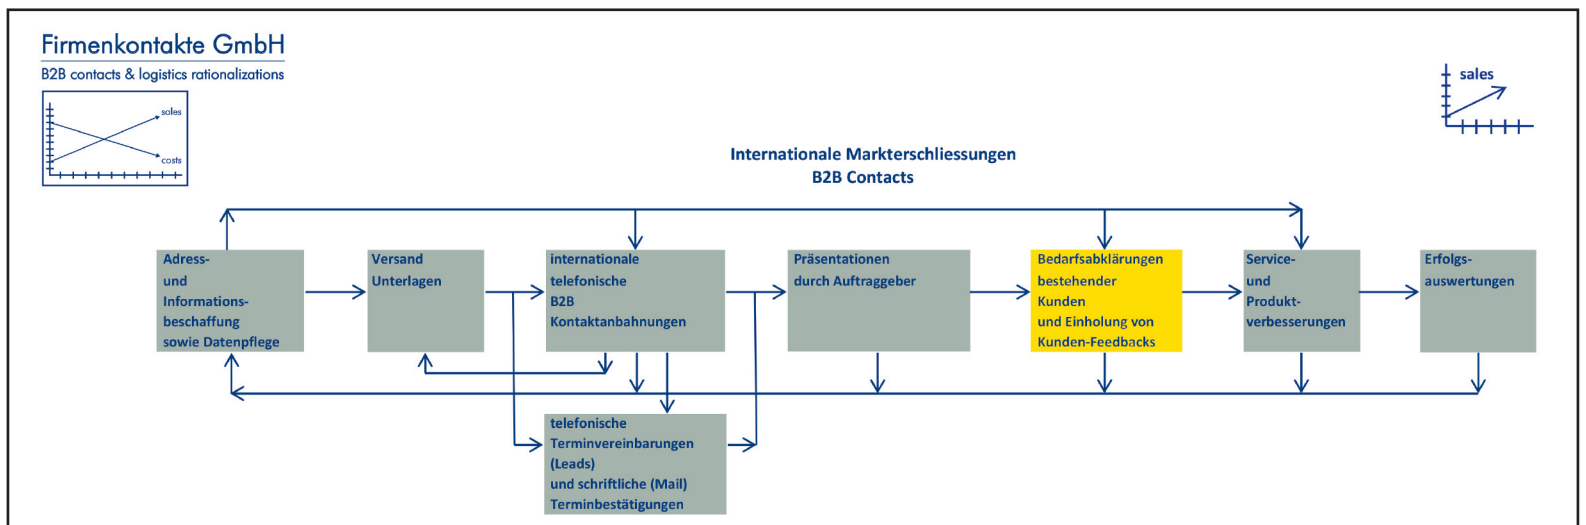 Firmenkontakte GmbH
B2B contacts & logistics rationalizations
sales
costs
sales
Internationale Markterschliessungen
B2B Contacts
Adress-
und
Informations-
beschaffung
sowie Datenpflege
Versand
Unterlagen
internationale
telefonische
B2B
Kontaktanbahnungen
Präsentationen
durch Auftraggeber
Bedarfsabklärungen
bestehender
Kunden
und Einholung von
Kunden-Feedbacks
Service-
und
Produkt-
verbesserungen
Erfolgs-
auswertungen
telefonische
Terminvereinbarungen
(Leads)
und schriftliche (Mail)
Terminbestätigungen